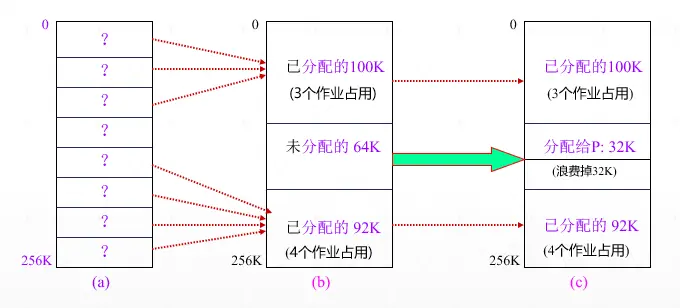 0
?
?
?
?
?
?
?
?
256K
(a)
0
已分配的100K
(3个作业占用)
未分配的 64K
已分配的 92K
(4个作业占用)
256K
(b)
0
已分配的100K
(3个作业占用)
分配给P: 32K
(浪费掉32K)
已分配的 92K
(4个作业占用)
256K
(c)